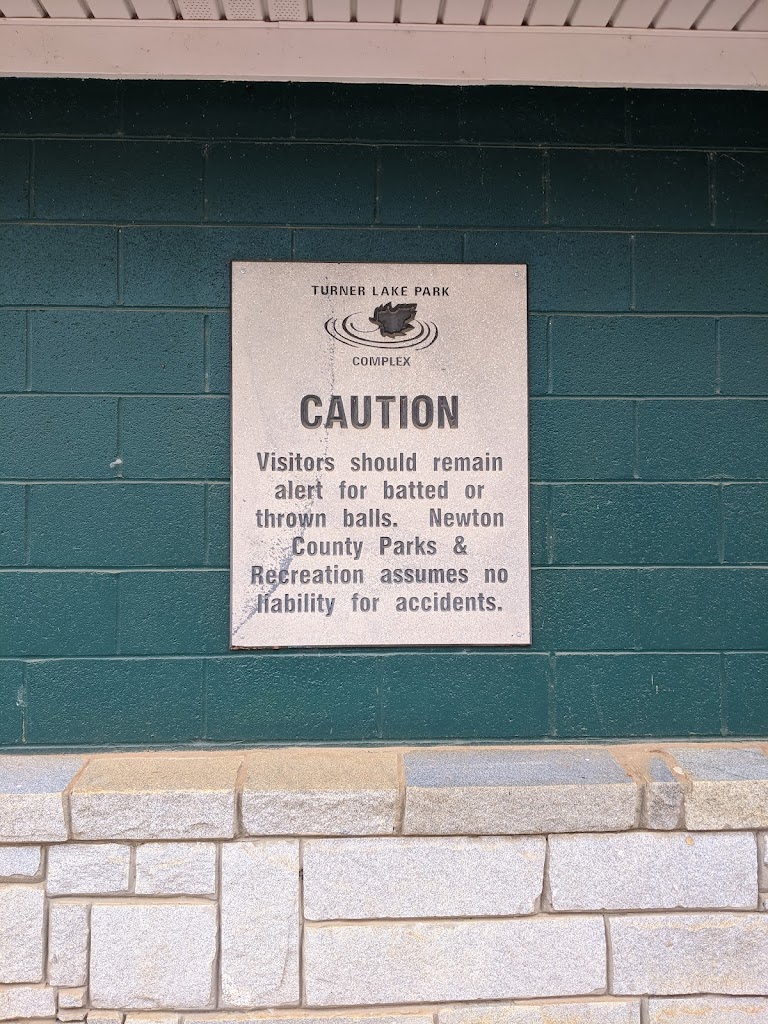 TURNER LAKE PARK
COMPLEX
CAUTION
Visitors should remain
alert for batted or
thrown balls. Newton
County Parks &
Recreation assumes no
liability for accidents.